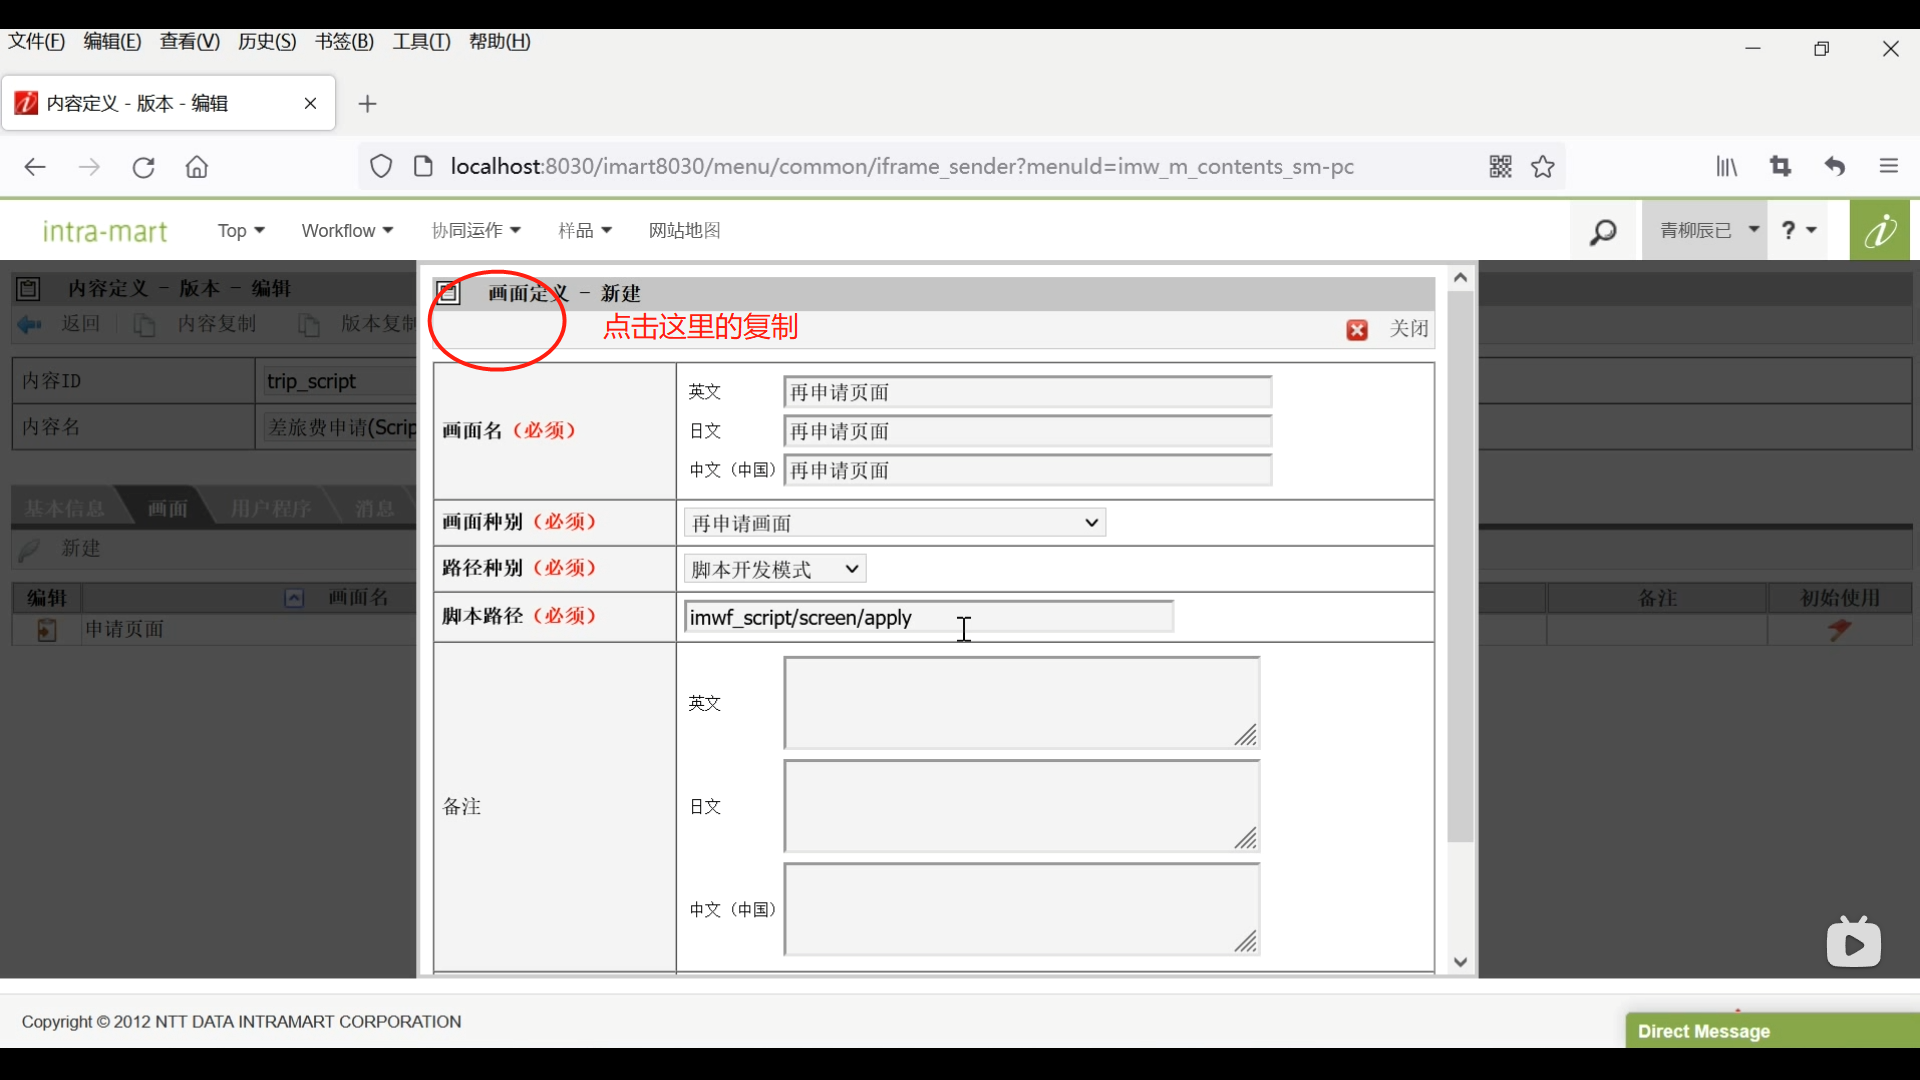 文件(F) 编辑(E) 查看(V) 历史(S) 书签(B) 工具(T) 帮助(H)
内容定义 - 版本 - 编辑
localhost:8030/imart8030/menu/common/iframe_sender?menuId=imw_m_contents_sm-pc
intra-mart Top Workflow 协同运作 样品 网站地图 青柳辰已 ?
内容定义 - 版本 - 编辑
返回 内容复制 版本复制
内容ID trip_script
内容名 差旅费申请(Scrip
基本信息 画面 用户程序 消息
新建
编辑 画面名 备注 初始使用
申请页面
画面定义 - 新建
点击这里的复制
关闭
画面名（必须）
英文 再申请页面
日文 再申请页面
中文（中国） 再申请页面
画面种别（必须） 再申请画面
路径种别（必须） 脚本开发模式
脚本路径（必须） imwf_script/screen/apply
备注
英文
日文
中文（中国）
Copyright © 2012 NTT DATA INTRAMART CORPORATION
Direct Message